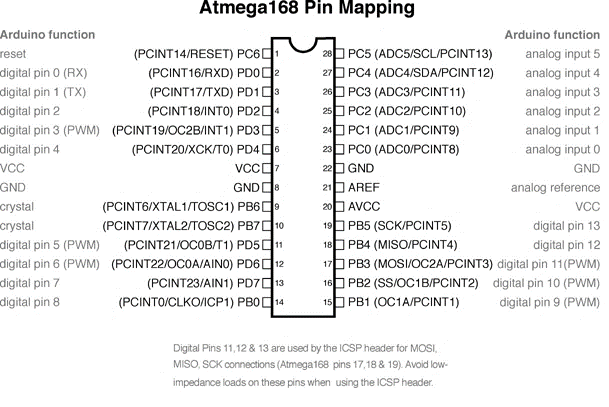 Atmega168 Pin Mapping
Arduino function Arduino function
reset (PCINT14/RESET) PC6 1 28 PC5 (ADC5/SCL/PCINT13) analog input 5
digital pin 0 (RX) (PCINT16/RXD) PD0 2 27 PC4 (ADC4/SDA/PCINT12) analog input 4
digital pin 1 (TX) (PCINT17/TXD) PD1 3 26 PC3 (ADC3/PCINT11) analog input 3
digital pin 2 (PCINT18/INT0) PD2 4 25 PC2 (ADC2/PCINT10) analog input 2
digital pin 3 (PWM) (PCINT19/OC2B/INT1) PD3 5 24 PC1 (ADC1/PCINT9) analog input 1
digital pin 4 (PCINT20/XCK/T0) PD4 6 23 PC0 (ADC0/PCINT8) analog input 0
VCC VCC 7 22 GND GND
GND GND 8 21 AREF analog reference
crystal (PCINT6/XTAL1/TOSC1) PB6 9 20 AVCC VCC
crystal (PCINT7/XTAL2/TOSC2) PB7 10 19 PB5 (SCK/PCINT5) digital pin 13
digital pin 5 (PWM) (PCINT21/OC0B/T1) PD5 11 18 PB4 (MISO/PCINT4) digital pin 12
digital pin 6 (PWM) (PCINT22/OC0A/AIN0) PD6 12 17 PB3 (MOSI/OC2A/PCINT3) digital pin 11(PWM)
digital pin 7 (PCINT23/AIN1) PD7 13 16 PB2 (SS/OC1B/PCINT2) digital pin 10 (PWM)
digital pin 8 (PCINT0/CLKO/ICP1) PB0 14 15 PB1 (OC1A/PCINT1) digital pin 9 (PWM)
Digital Pins 11,12 & 13 are used by the ICSP header for MOSI,
MISO, SCK connections (Atmega168 pins 17,18 & 19). Avoid low-
impedance loads on these pins when using the ICSP header.